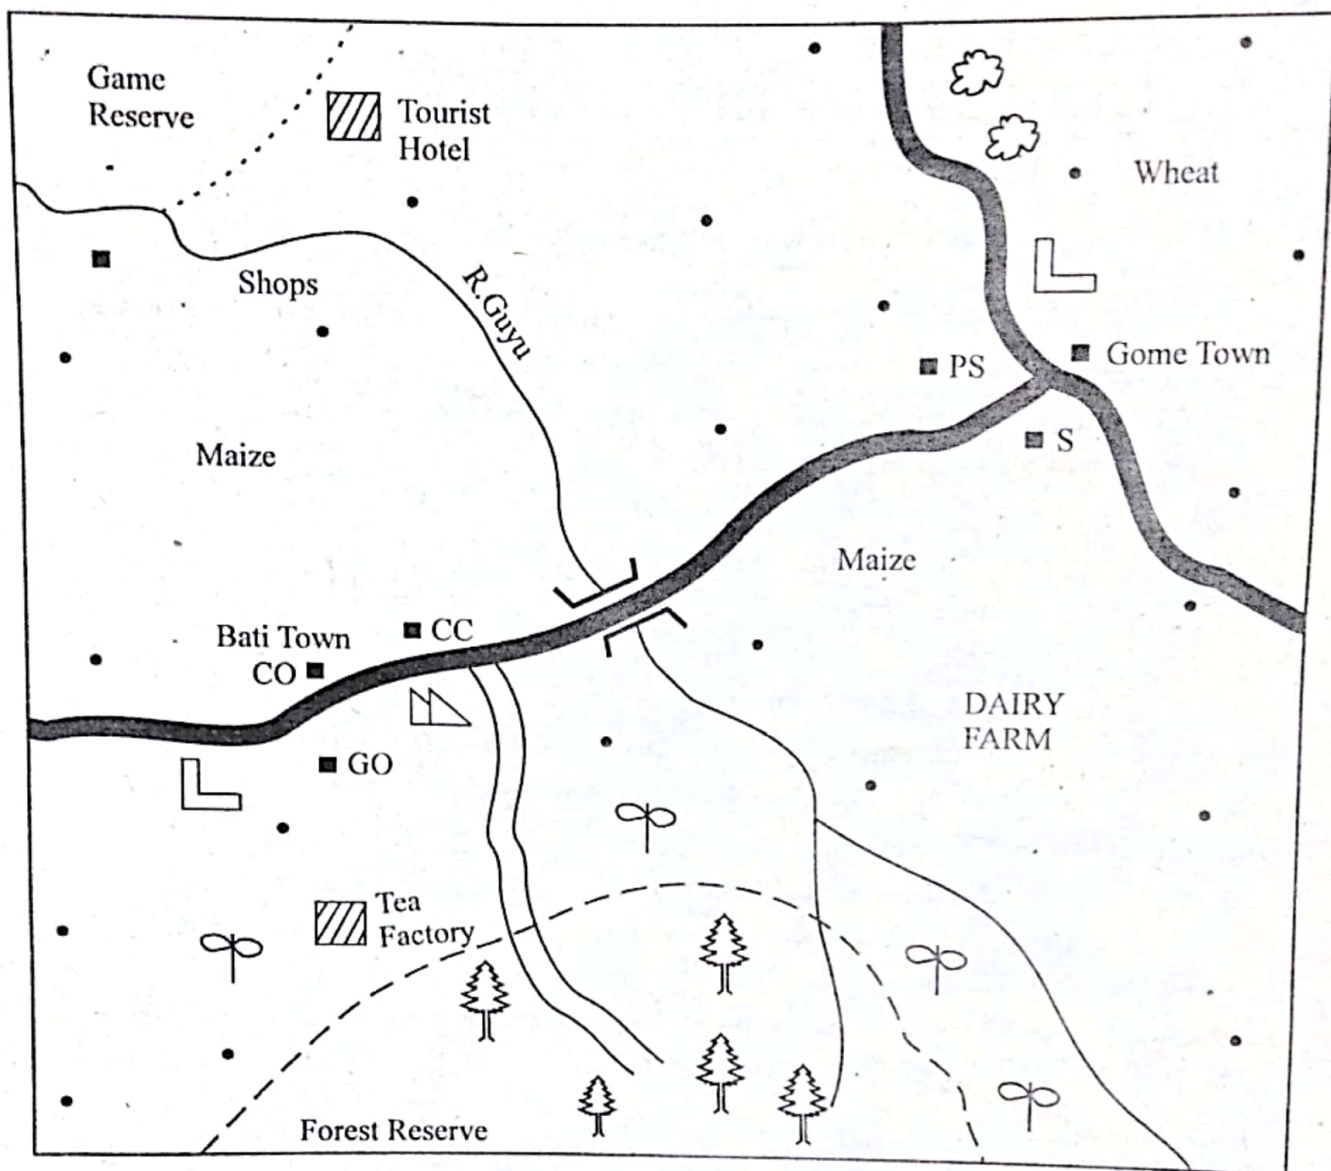 Game
Reserve
Tourist
Hotel
Wheat
Shops
R.Guyu
PS
Gome Town
S
Maize
Maize
Bati Town
CC
CO
GO
DAIRY
FARM
Tea
Factory
Forest Reserve